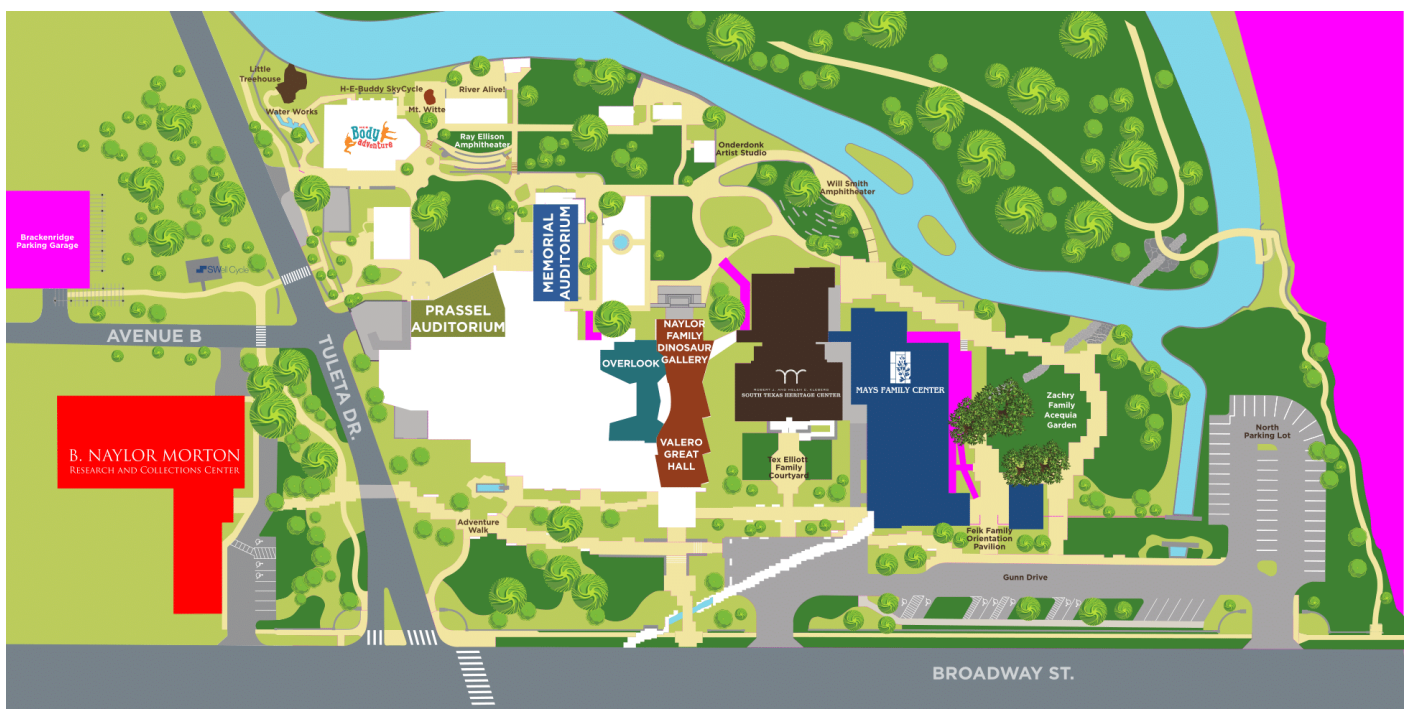 Little
Treehouse
H-E-Buddy SkyCycle
River Alive!
Water Works
Mt. Witte
Body
adventure
Ray Ellison
Amphitheater
Onderdonk
Artist Studio
Will Smith
Amphitheater
Brackenridge
Parking Garage
SWell Cycle
MEMORIAL
AUDITORIUM
PRASSEL
AUDITORIUM
AVENUE B
TULETA DR.
NAYLOR
FAMILY
DINOSAUR
GALLERY
OVERLOOK
SOUTH TEXAS HERITAGE CENTER
MAYS FAMILY CENTER
Zachry
Family
Acequia
Garden
North
Parking Lot
B. NAYLOR MORTON
RESEARCH AND COLLECTIONS CENTER
VALERO
GREAT
HALL
Tex Elliott
Family
Courtyard
Adventure
Walk
Feik Family
Orientation
Pavilion
Gunn Drive
BROADWAY ST.